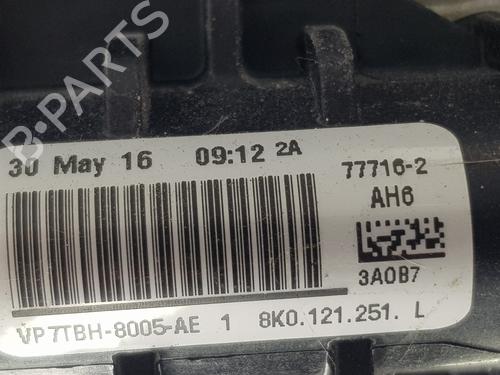 B-PARTS
30 May 16 09:12 2A
77716-2
AH6
3A0B7
VP7TBH-8005-AE 1 8K0.121.251. L